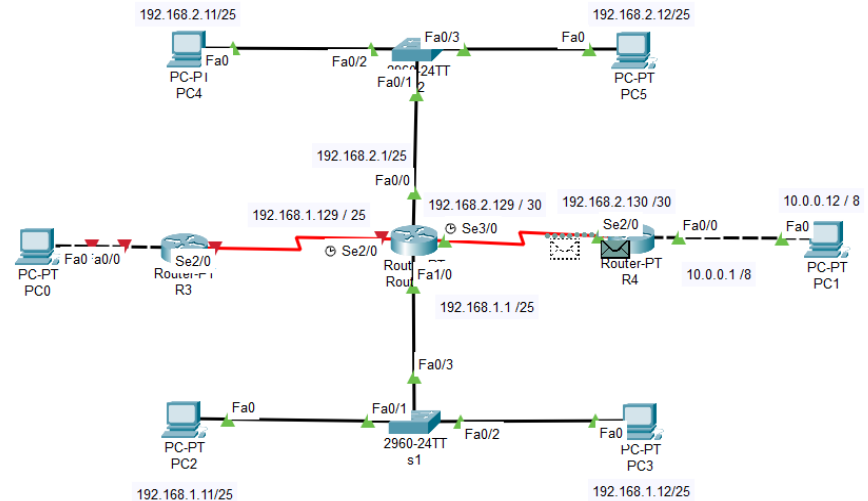 192.168.2.11/25
192.168.2.12/25
Fa0/3
Fa0
Fa0
Fa0/2
2960-24TT
PC-PT
PC4
Fa0/1
PC-PT
PC5
192.168.2.1/25
Fa0/0
192.168.2.129 / 30
192.168.2.130 /30
10.0.0.12 / 8
192.168.1.129 / 25
Se3/0
Se2/0
Fa0/0
Fa0
Se2/0
Fa0
Se2/0
PC-PT
PC0
Router-PT
R3
Fa1/0
Router-PT
R4
10.0.0.1 /8
PC-PT
PC1
192.168.1.1 /25
Fa0/3
Fa0
Fa0/1
Fa0/2
Fa0
PC-PT
PC2
2960-24TT
s1
PC-PT
PC3
192.168.1.11/25
192.168.1.12/25